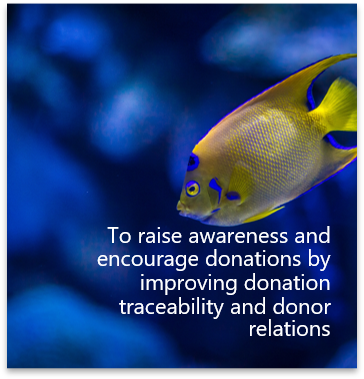 To raise awareness and
encourage donations by
improving donation
traceability and donor
relations